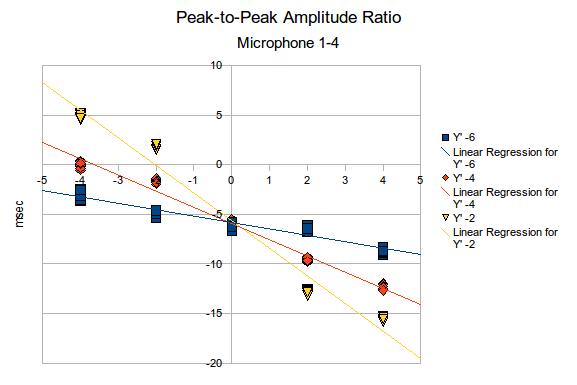 Peak-to-Peak Amplitude Ratio
Microphone 1-4
10
5
0
-5 -4 -3 -2 -1 0 1 2 3 4 5
-5
-10
-15
-20
msec
Y' -6
Linear Regression for
Y' -6
Y' -4
Linear Regression for
Y' -4
Y' -2
Linear Regression for
Y' -2